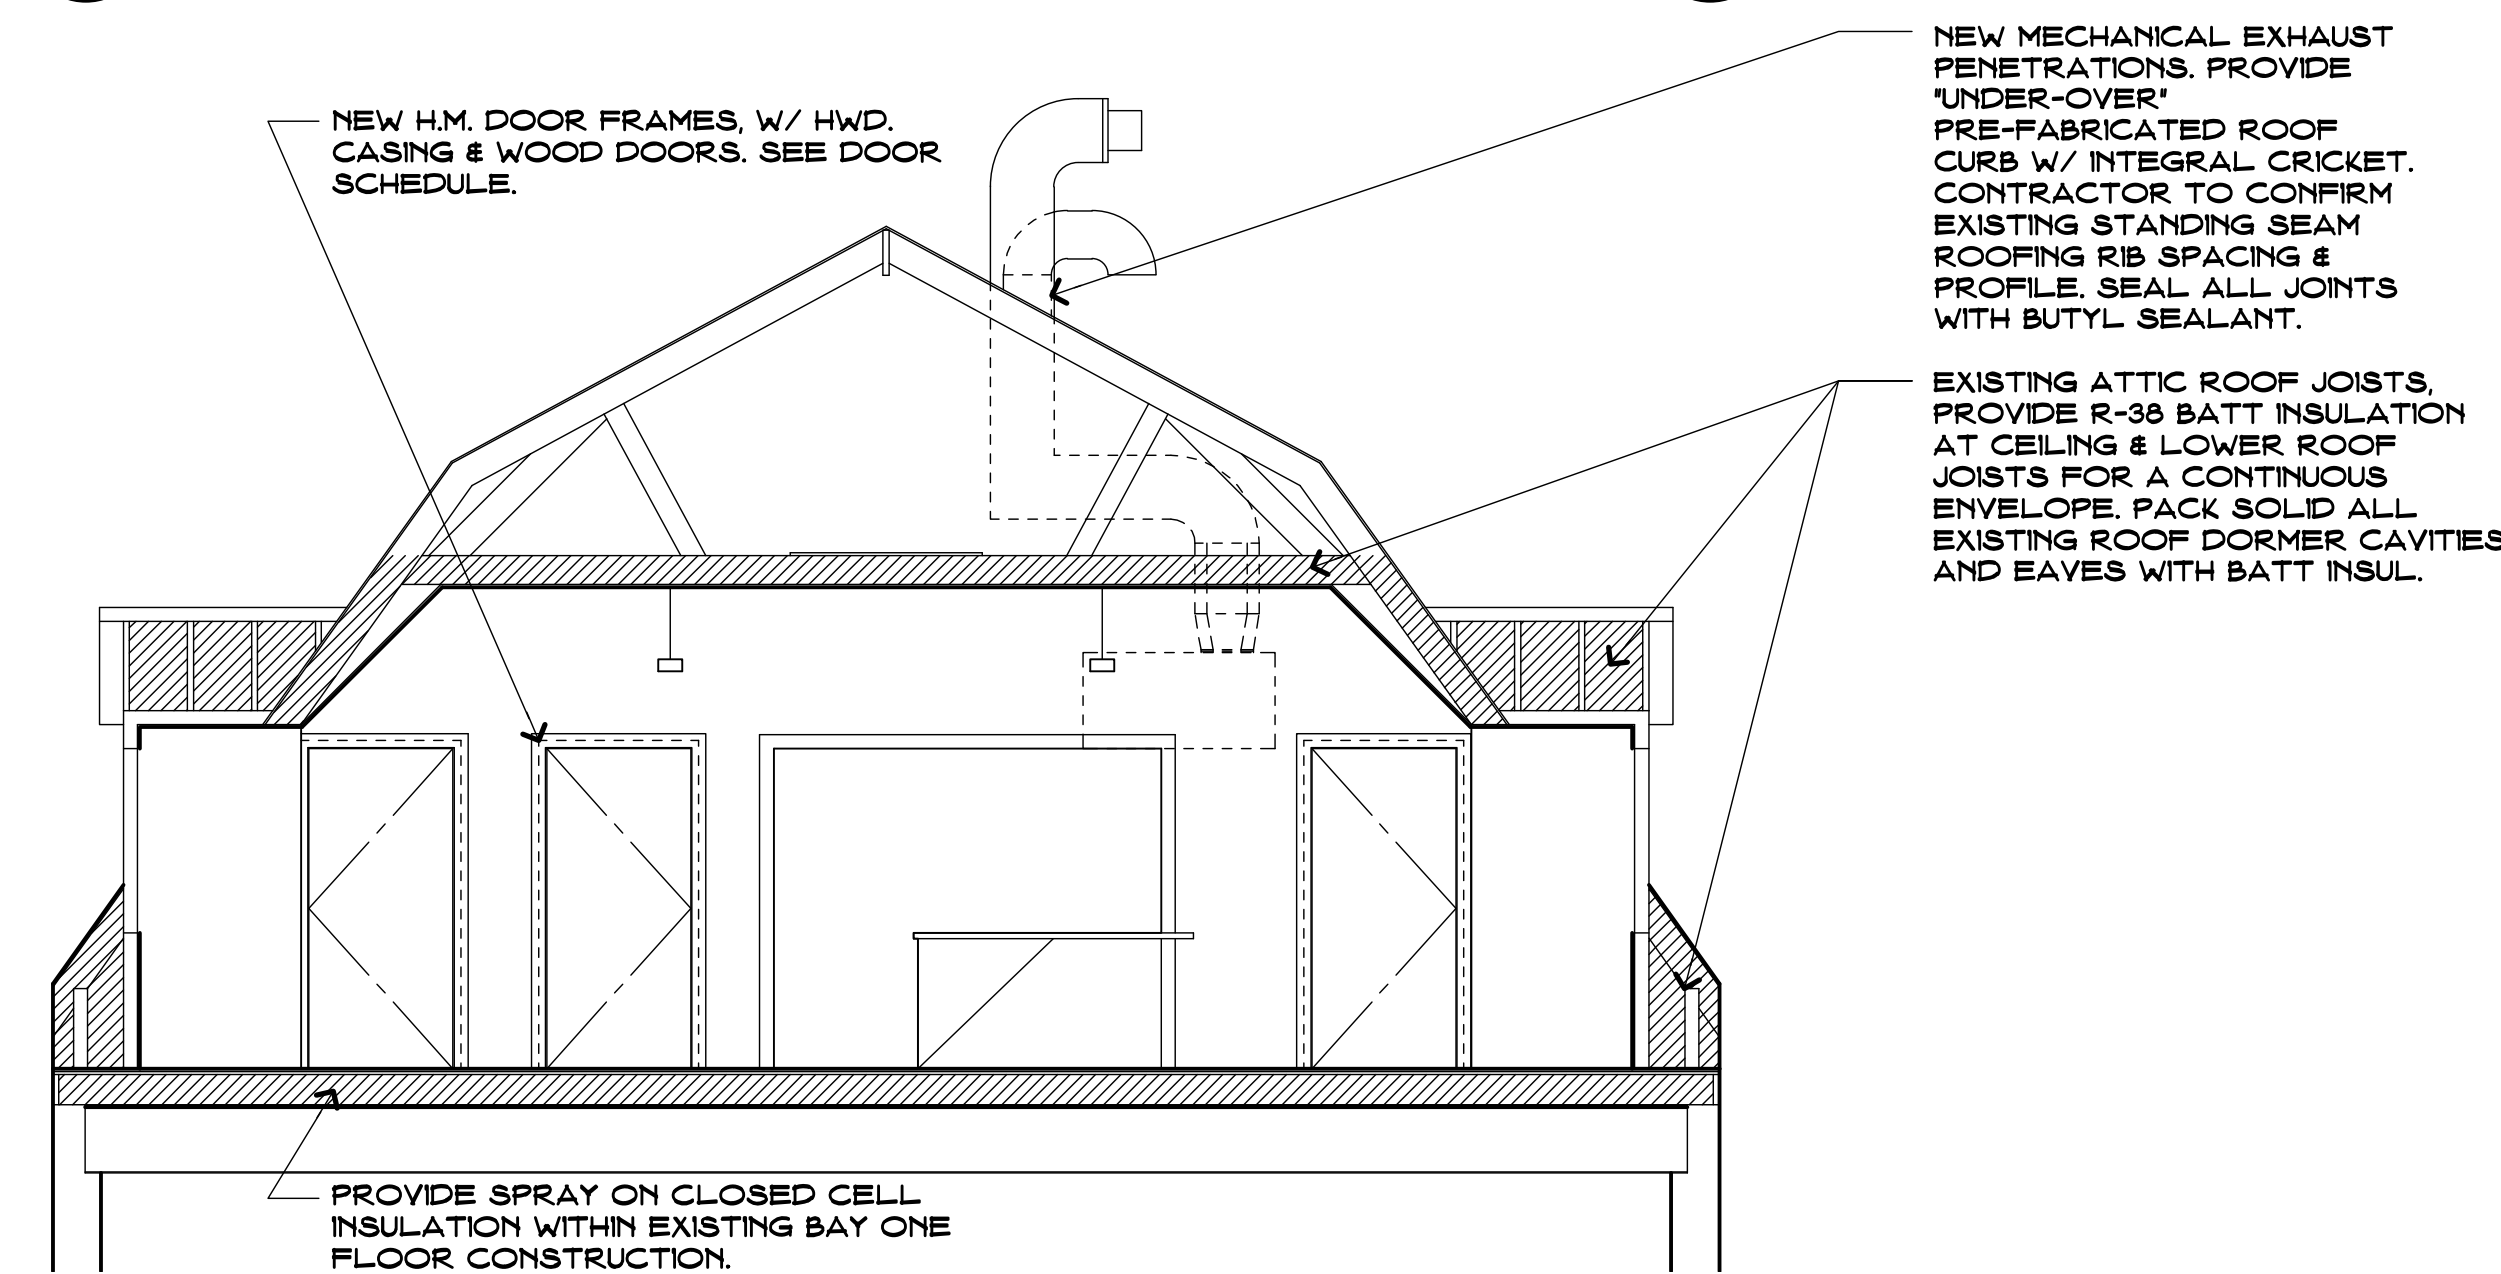 NEW MECHANICAL EXHAUST
PENETRATIONS. PROVIDE
"UNDER-OVER"
PRE-FABRICATED ROOF
CURB W/ INTEGRAL CRICKET.
CONTRACTOR TO CONFIRM
EXISTING STANDING SEAM
ROOFING RIB SPACING &
PROFILE. SEAL ALL JOINTS
WITH BUTYL SEALANT.
NEW H.M. DOOR FRAMES, W/ HWD.
CASING & WOOD DOORS. SEE DOOR
SCHEDULE.
EXISTING ATTIC ROOF JOISTS,
PROVIDE R-38 BATT INSULATION
AT CEILING & LOWER ROOF
JOISTS FOR A CONTINUOUS
ENVELOPE. PACK SOLID ALL
EXISTING ROOF DORMER CAVITIES
AND EAVES WITH BATT INSUL.
PROVIDE SPRAY ON CLOSED CELL
INSULATION WITHIN EXISTING BAY ONE
FLOOR CONSTRUCTION.